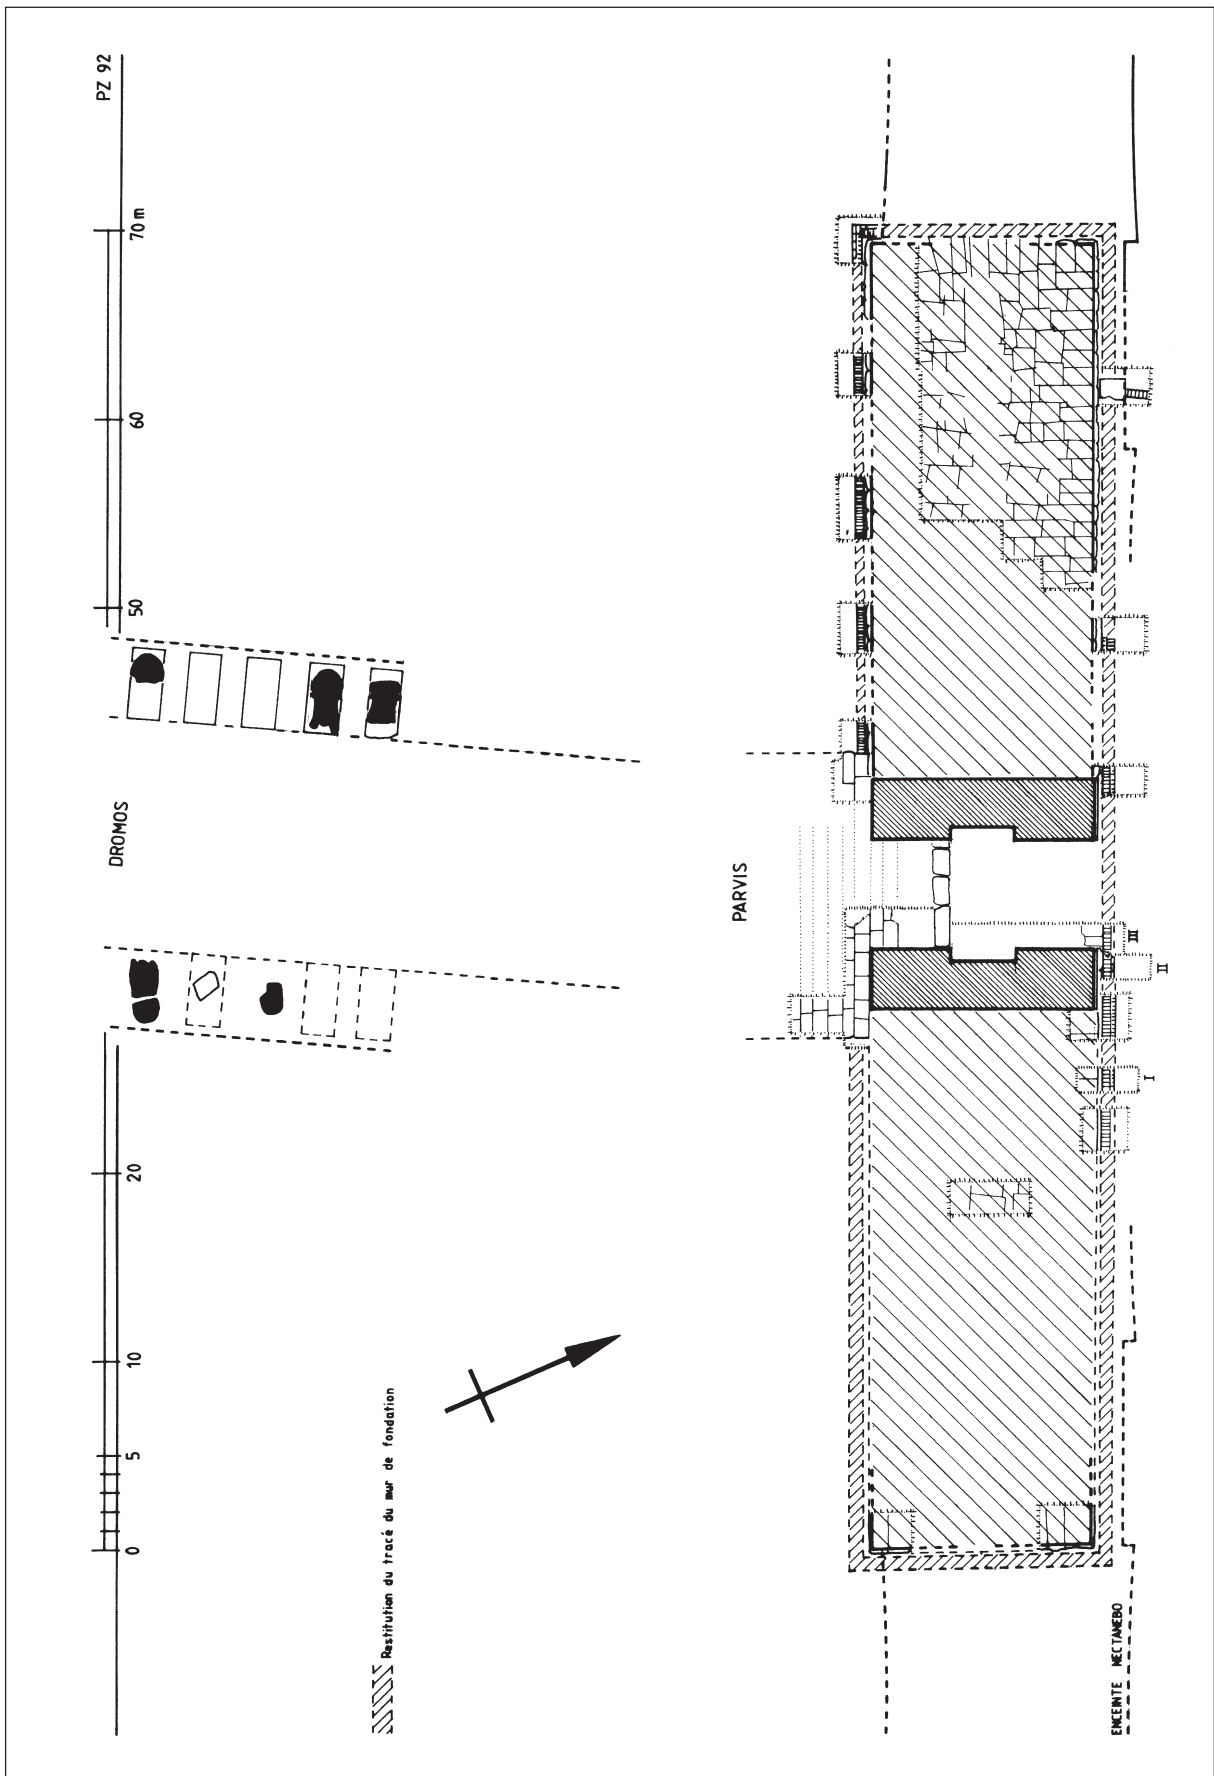 PZ 92
0
5
10
20
50
60
70 m
DROMOS
PARVIS
Restitution du tracé du mur de fondation
I
II
III
ENCEINTE NECTANEBO